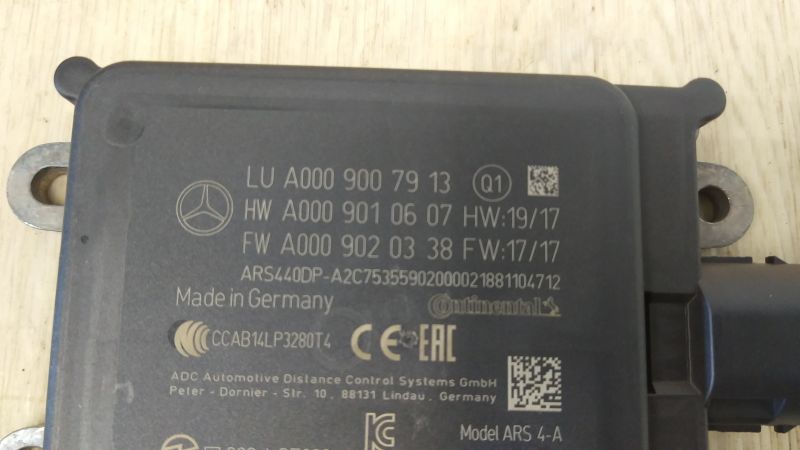 LU A000 900 79 13 Q1
HW A000 901 06 07 HW:19/17
FW A000 902 03 38 FW:17/17
ARS440DP-A2C75355902000021881104712
Made in Germany Continental
CCAB14LP3280T4 CE EAC
ADC Automotive Distance Control Systems GmbH
Peter - Dornier - Str. 10, 88131 Lindau, Germany
Model ARS 4-A